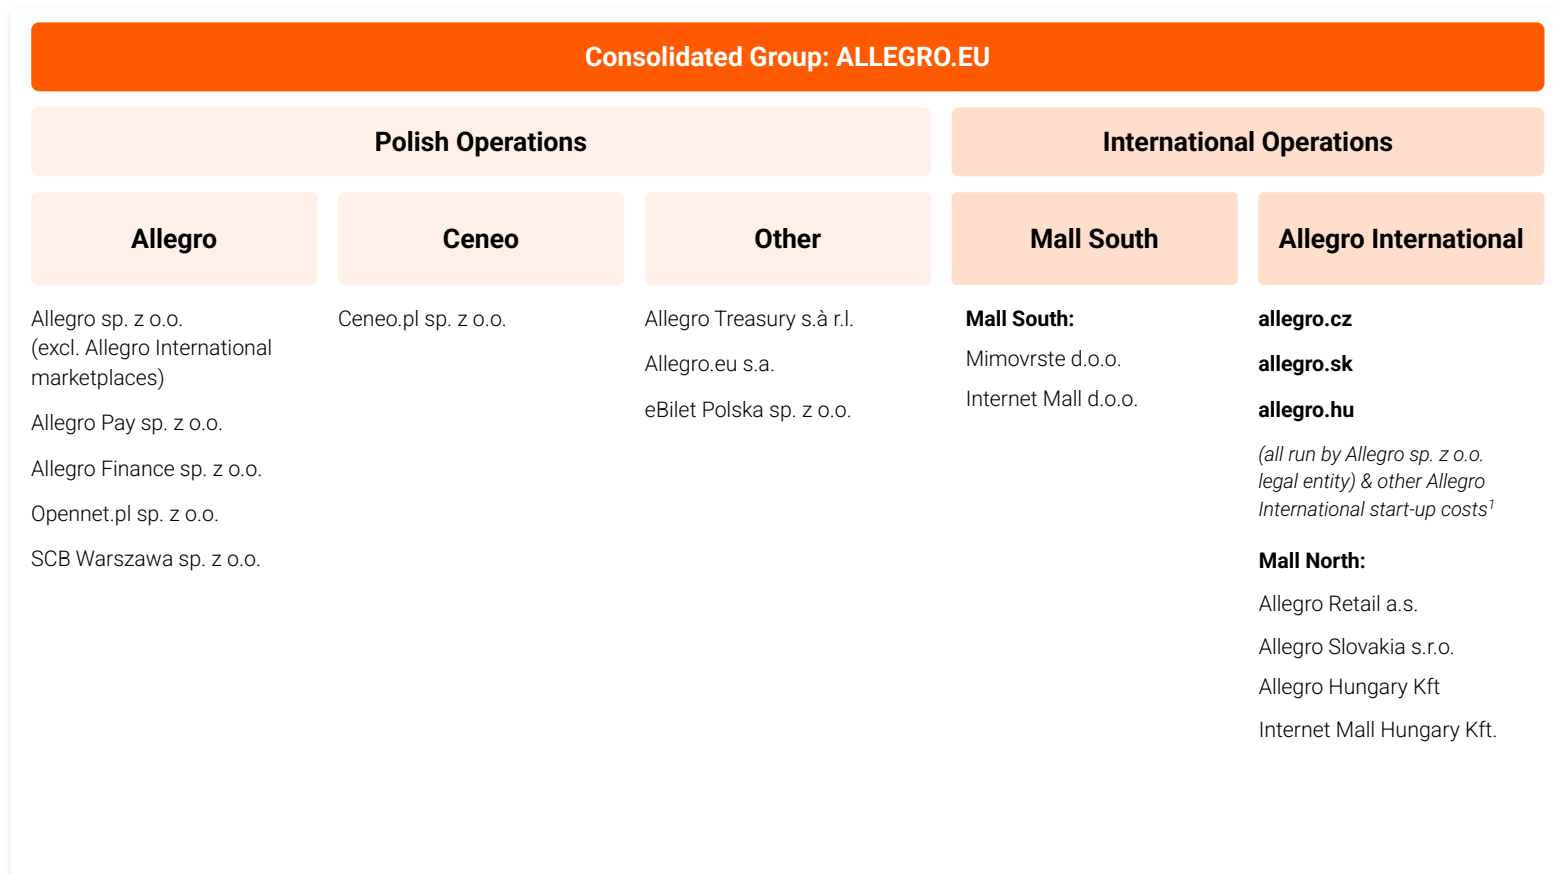 Consolidated Group: ALLEGRO.EU
Polish Operations
International Operations
Allegro
Ceneo
Other
Mall South
Allegro International
Allegro sp. z o.o.
(excl. Allegro International
marketplaces)
Allegro Pay sp. z o.o.
Allegro Finance sp. z o.o.
Opennet.pl sp. z o.o.
SCB Warszawa sp. z o.o.
Ceneo.pl sp. z o.o.
Allegro Treasury s.à r.l.
Allegro.eu s.a.
eBilet Polska sp. z o.o.
Mall South:
Mimovrste d.o.o.
Internet Mall d.o.o.
allegro.cz
allegro.sk
allegro.hu
(all run by Allegro sp. z o.o.
legal entity) & other Allegro
International start-up costs¹
Mall North:
Allegro Retail a.s.
Allegro Slovakia s.r.o.
Allegro Hungary Kft
Internet Mall Hungary Kft.